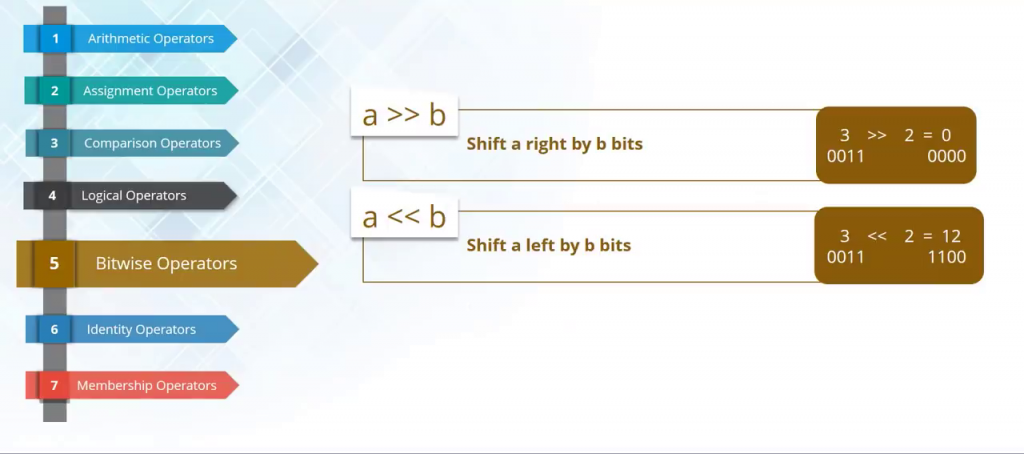 1 Arithmetic Operators
2 Assignment Operators
3 Comparison Operators
4 Logical Operators
5 Bitwise Operators
6 Identity Operators
7 Membership Operators
a >> b
Shift a right by b bits
3 >> 2 = 0
0011 0000
a << b
Shift a left by b bits
3 << 2 = 12
0011 1100